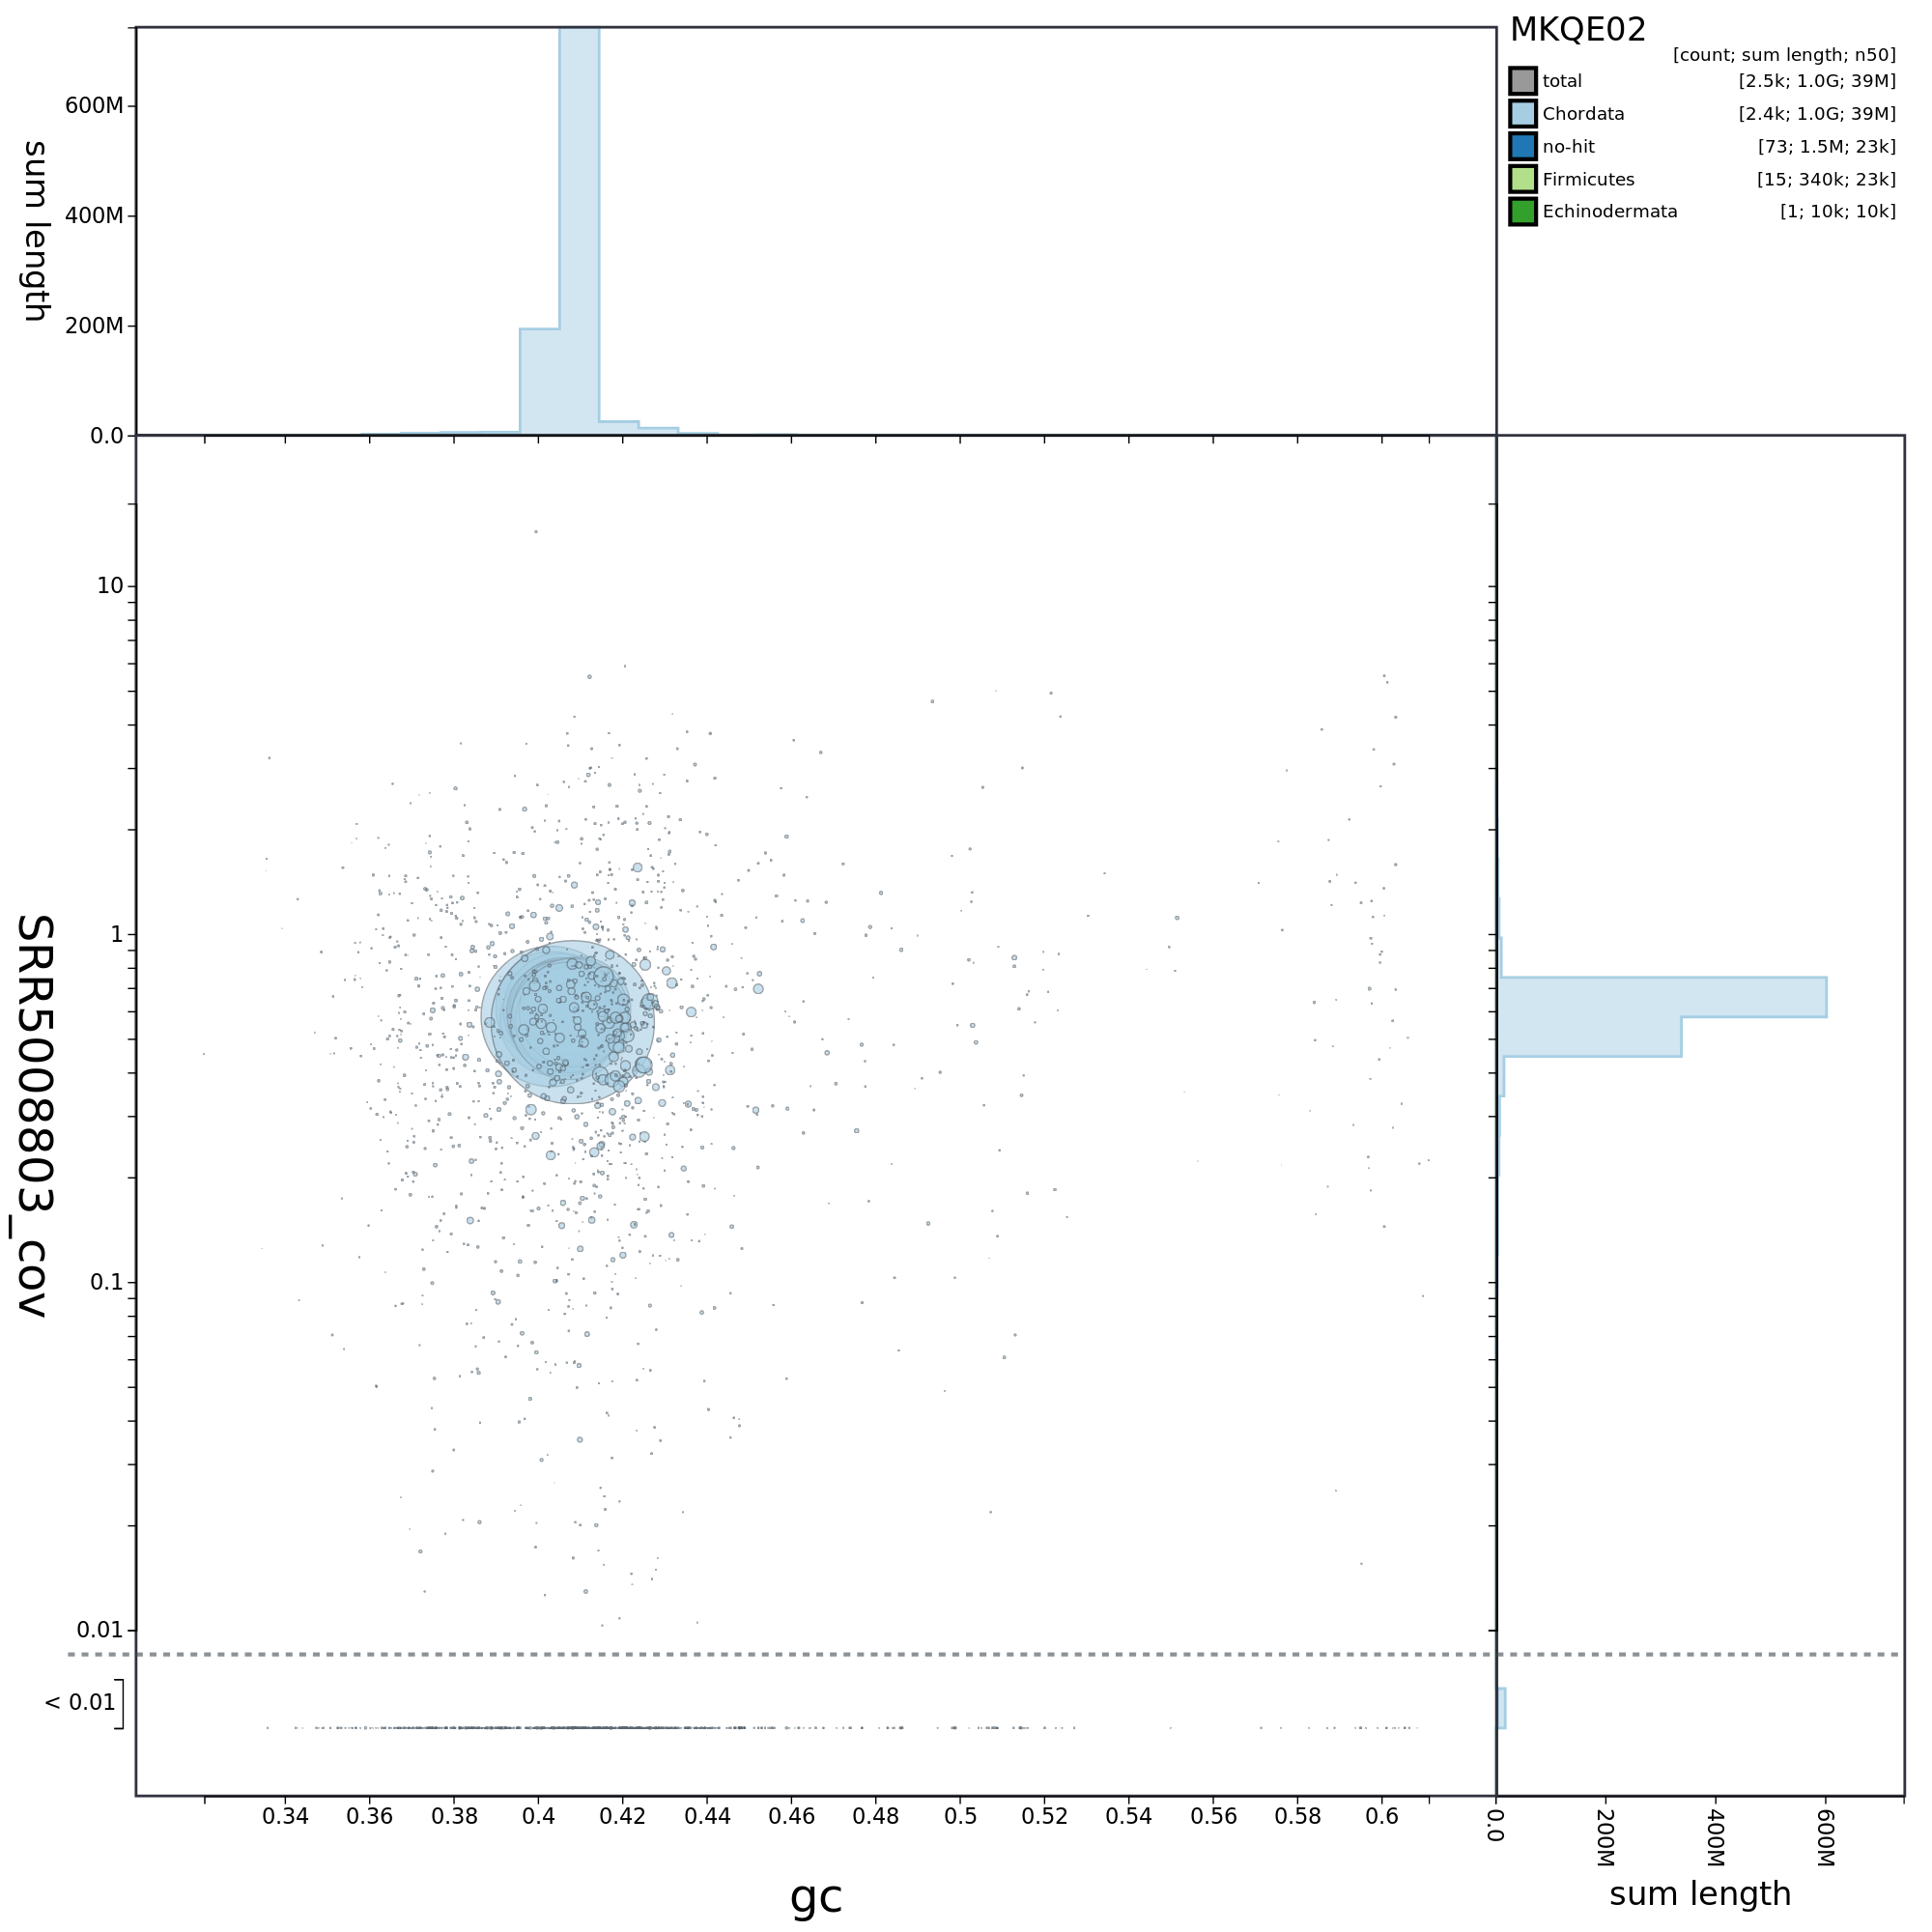 MKQE02
[count; sum length; n50]
total [2.5k; 1.0G; 39M]
Chordata [2.4k; 1.0G; 39M]
no-hit [73; 1.5M; 23k]
Firmicutes [15; 340k; 23k]
Echinodermata [1; 10k; 10k]
sum length
600M
400M
200M
0.0
SRR5008803_cov
10
1
0.1
0.01
< 0.01
0.34 0.36 0.38 0.4 0.42 0.44 0.46 0.48 0.5 0.52 0.54 0.56 0.58 0.6
gc
0.0 200M 400M 600M
sum length